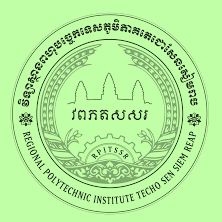 វិទ្យាស្ថានពហុបច្ចេកទេសភូមិភាគតេជោសែនសៀមរាប
វពភតសសរ
RPITSSR
REGIONAL POLYTECHNIC INSTITUTE TECHO SEN SIEM REAP